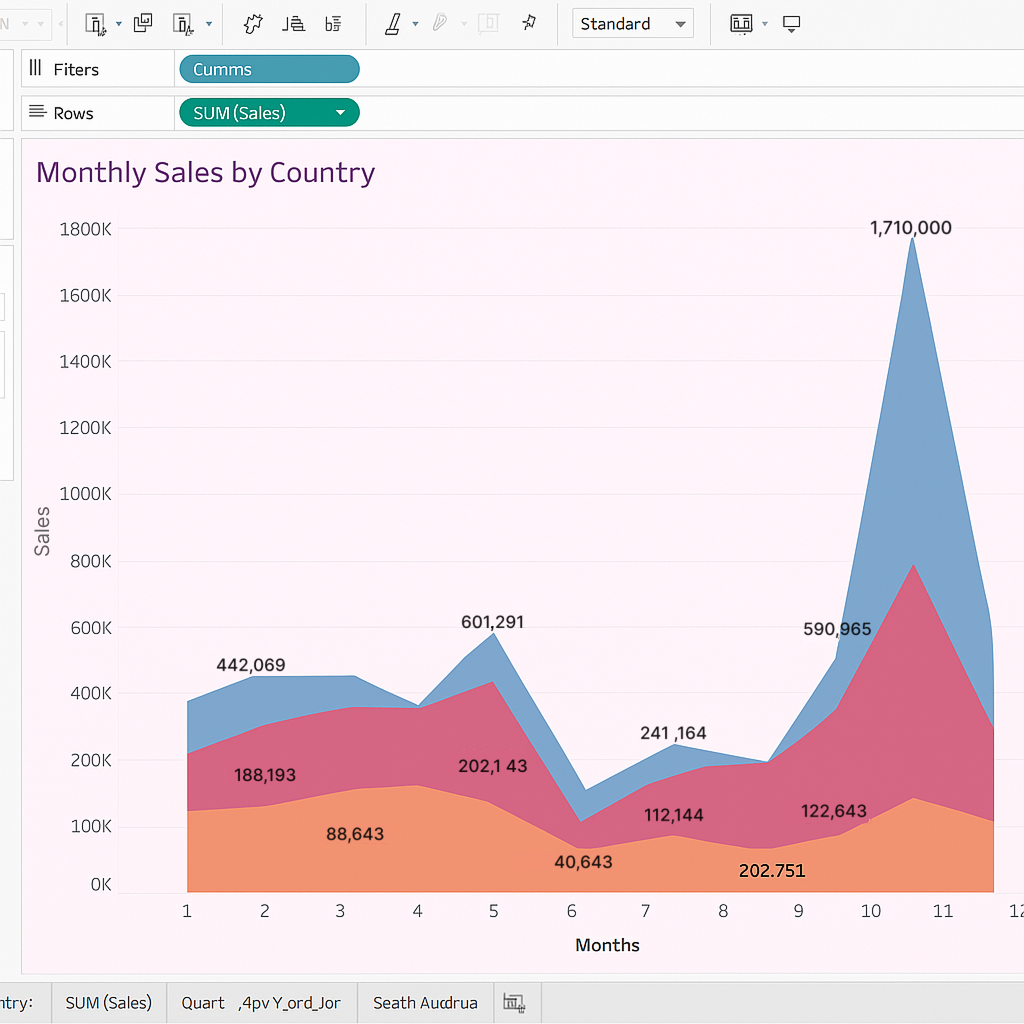 N
Standard
Fiters
Cumms
Rows
SUM (Sales)
Monthly Sales by Country
1800K
1600K
1400K
1200K
1000K
800K
600K
400K
200K
100K
0K
Sales
1,710,000
601,291
590,965
442,069
241 ,164
188,193
202,1 43
112,144
122,643
88,643
40,643
202.751
1 2 3 4 5 6 7 8 9 10 11 12
Months
ntry: SUM (Sales) Quart ,4pv Y_ord_Jor Seath Aucdrua